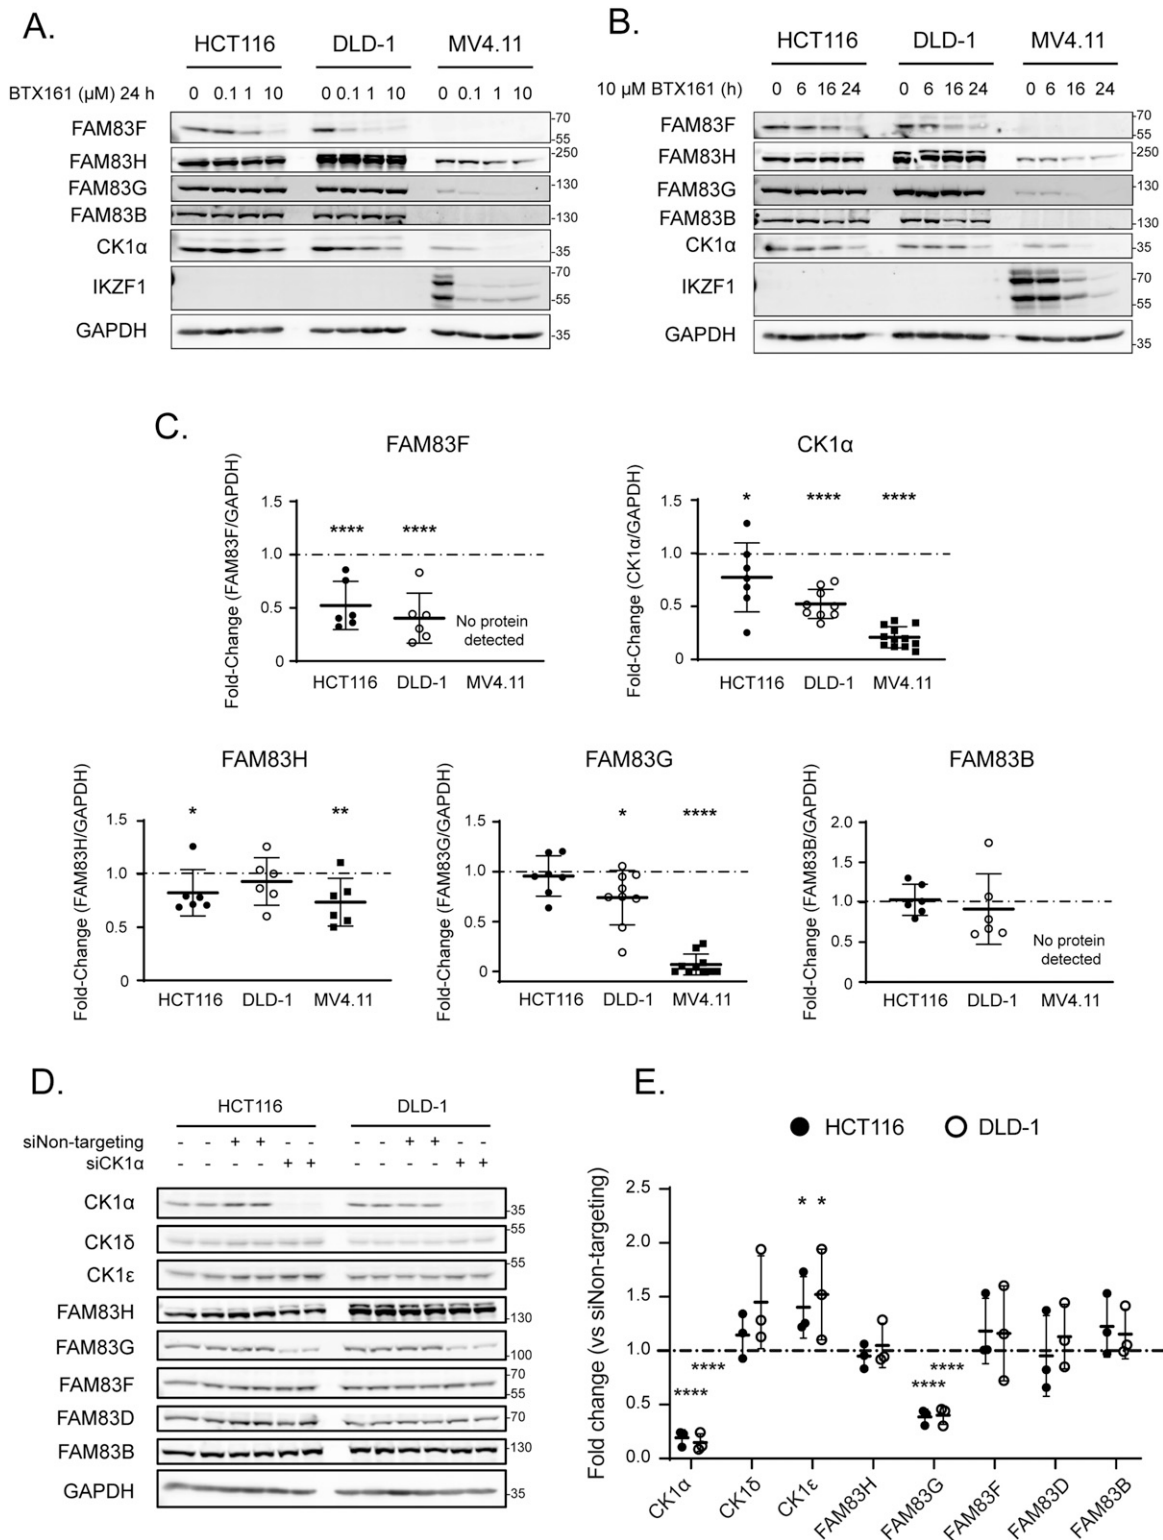 A.
HCT116 DLD-1 MV4.11
BTX161 (μM) 24 h 0 0.1 1 10 0 0.1 1 10 0 0.1 1 10
FAM83F -70 -55
FAM83H -250
FAM83G -130
FAM83B -130
CK1α -35
IKZF1 -70 -55
GAPDH -35
B.
HCT116 DLD-1 MV4.11
10 μM BTX161 (h) 0 6 16 24 0 6 16 24 0 6 16 24
FAM83F -70 -55
FAM83H -250
FAM83G -130
FAM83B -130
CK1α -35
IKZF1 -70 -55
GAPDH -35
C.
FAM83F
Fold-Change (FAM83F/GAPDH)
1.5
1.0
0.5
0
**** ****
No protein
detected
HCT116 DLD-1 MV4.11
CK1α
Fold-Change (CK1α/GAPDH)
1.5
1.0
0.5
0
* **** ****
HCT116 DLD-1 MV4.11
FAM83H
Fold-Change (FAM83H/GAPDH)
1.5
1.0
0.5
0
* **
HCT116 DLD-1 MV4.11
FAM83G
Fold-Change (FAM83G/GAPDH)
1.5
1.0
0.5
0
* ****
HCT116 DLD-1 MV4.11
FAM83B
Fold-Change (FAM83B/GAPDH)
2.0
1.5
1.0
0.5
0
No protein
detected
HCT116 DLD-1 MV4.11
D.
HCT116 DLD-1
siNon-targeting - - + + - - - - + + - -
siCK1α - - - - + + - - - - + +
CK1α -35
CK1δ -55
CK1ε -55
FAM83H -130
FAM83G -100
FAM83F -70 -55
FAM83D -70
FAM83B -130
GAPDH -35
E.
HCT116 DLD-1
Fold change (vs siNon-targeting)
2.5
2.0
1.5
1.0
0.5
0.0
* *
**** ****
**** ****
CK1α CK1δ CK1ε FAM83H FAM83G FAM83F FAM83D FAM83B